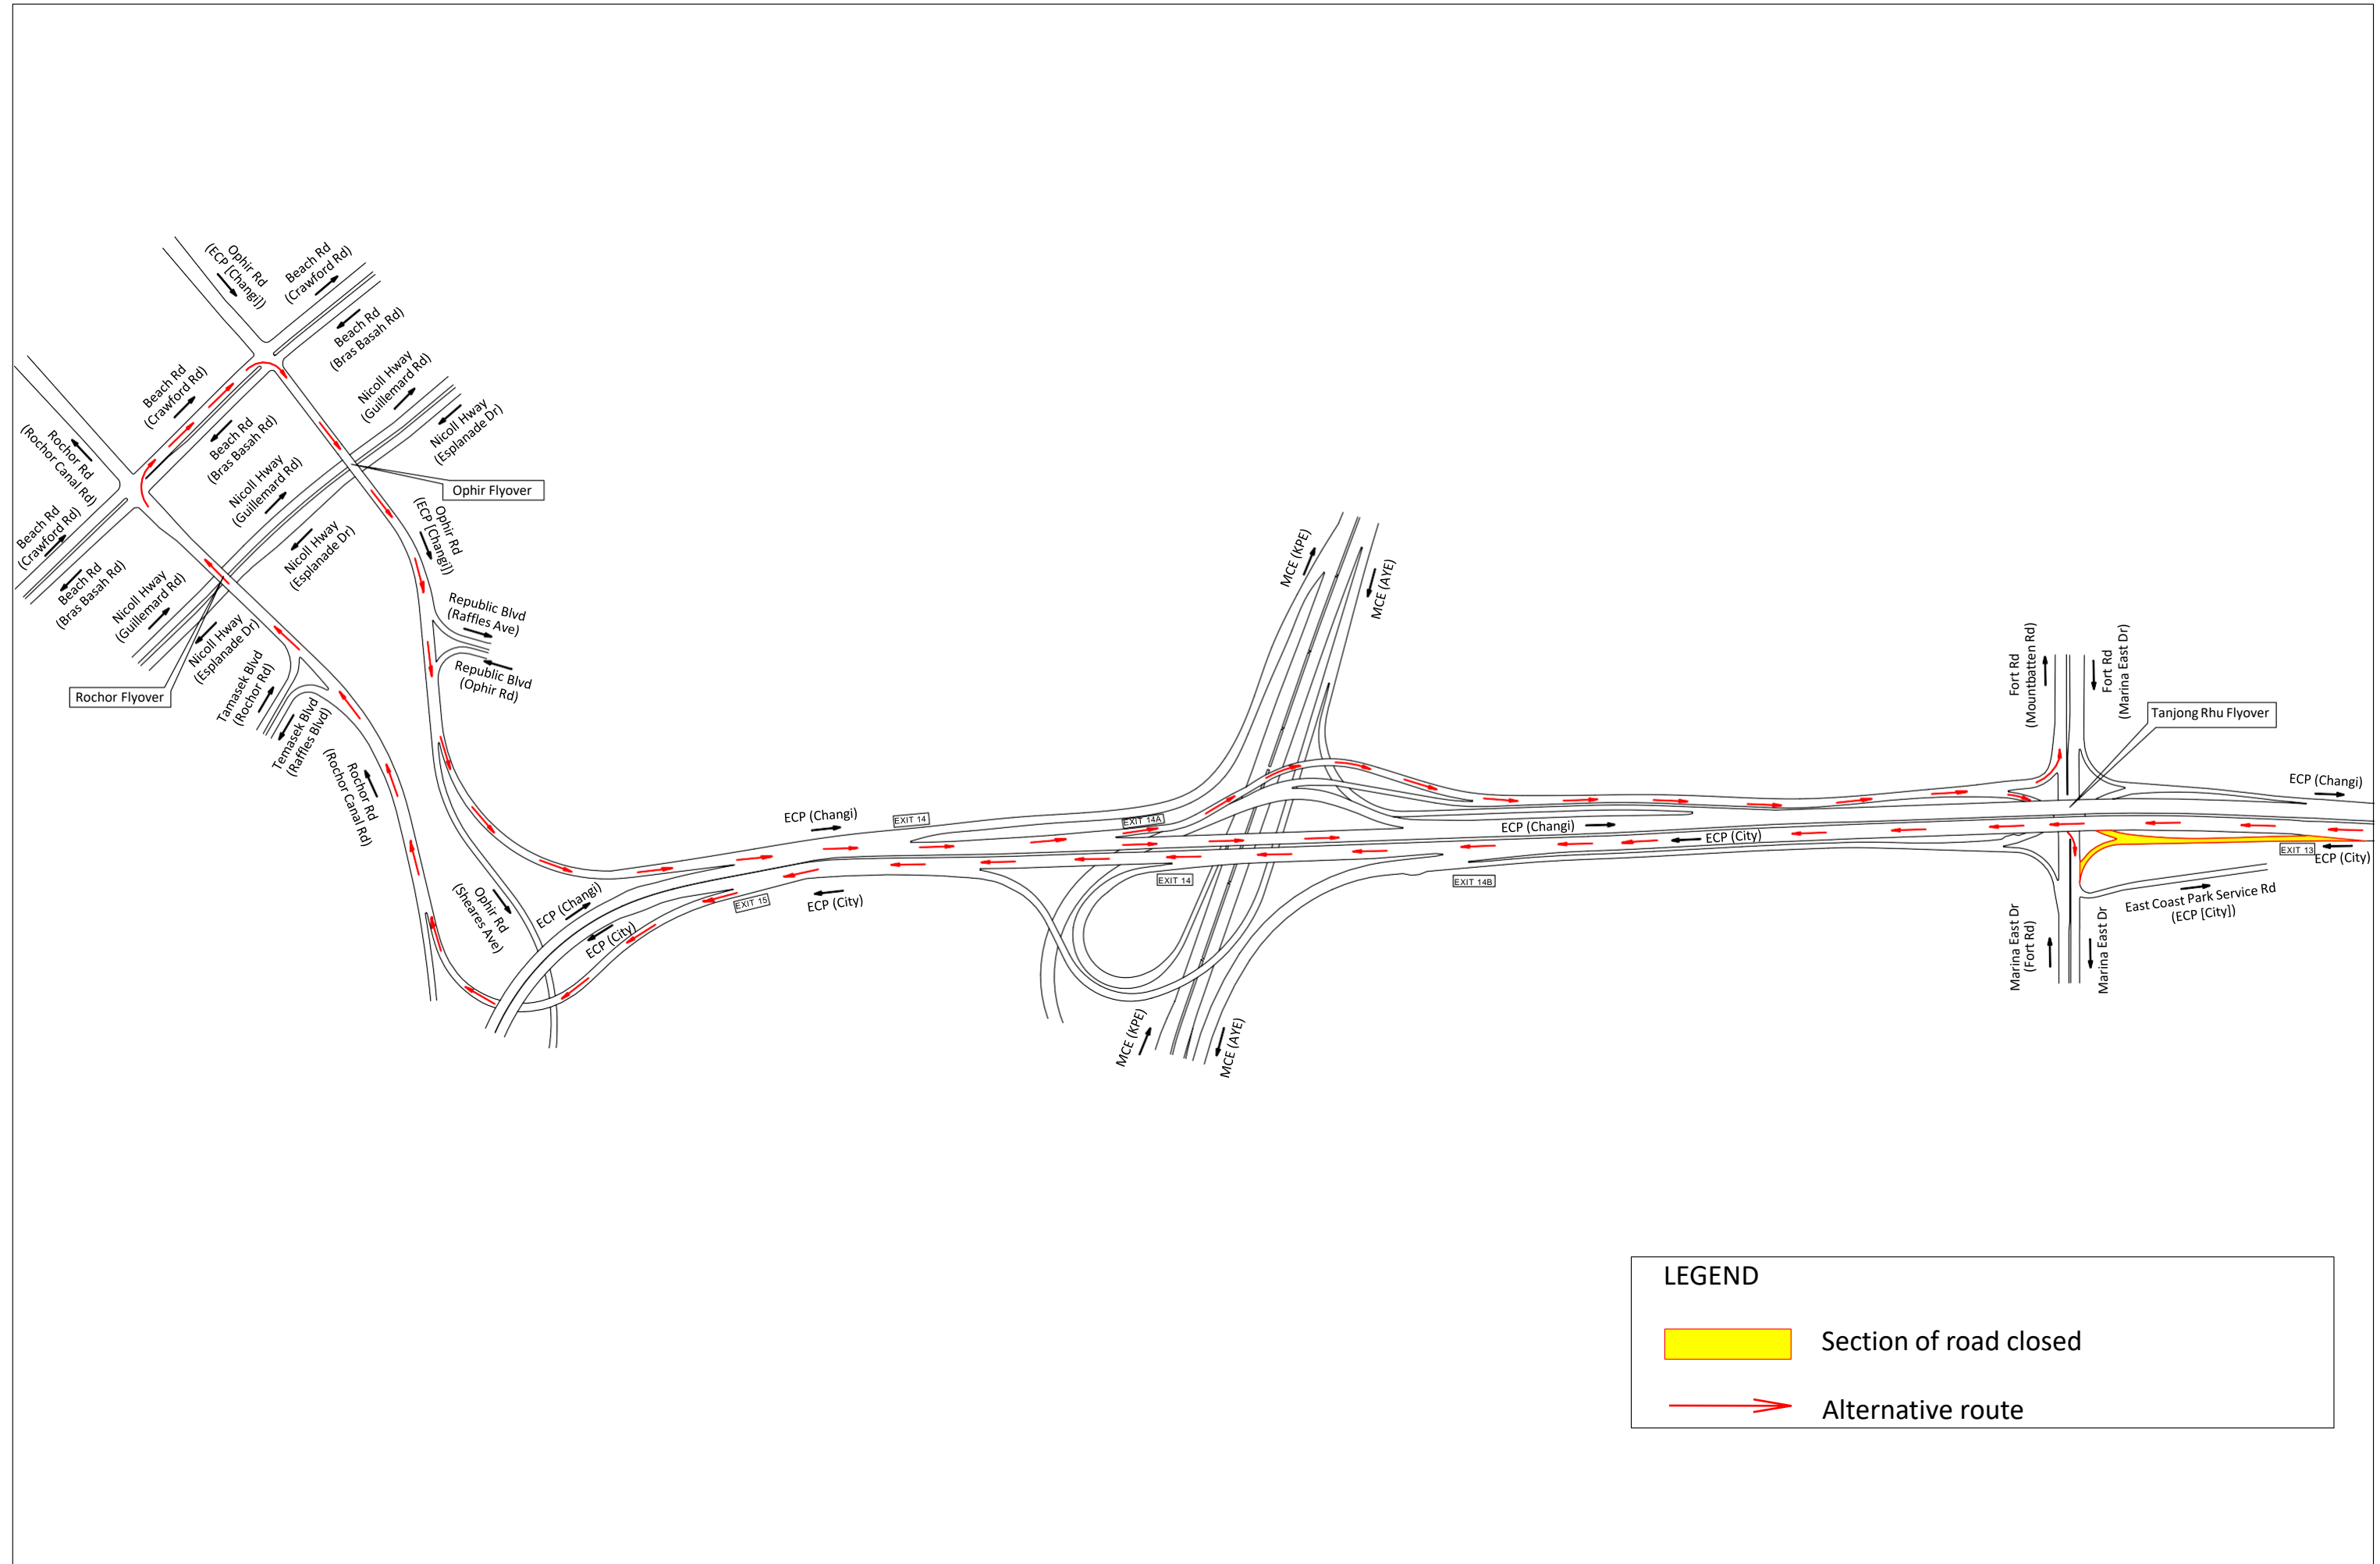 Ophir Rd
(ECP [Changi])
Beach Rd
(Crawford Rd)
Beach Rd
(Bras Basah Rd)
Nicoll Hway
(Guillemard Rd)
Nicoll Hway
(Esplanade Dr)
Beach Rd
(Crawford Rd)
Rochor Rd
(Rochor Canal Rd)
Beach Rd
(Bras Basah Rd)
Nicoll Hway
(Guillemard Rd)
Ophir Flyover
Beach Rd
(Crawford Rd)
Nicoll Hway
(Esplanade Dr)
Ophir Rd
(ECP [Changi])
Beach Rd
(Bras Basah Rd)
Nicoll Hway
(Guillemard Rd)
Nicoll Hway
(Esplanade Dr)
Republic Blvd
(Raffles Ave)
Republic Blvd
(Ophir Rd)
Rochor Flyover
Tamasek Blvd
(Rochor Rd)
Temasek Blvd
(Raffles Blvd)
Rochor Rd
(Rochor Canal Rd)
Ophir Rd
(Sheares Ave)
ECP (Changi)
ECP (City)
EXIT 15
ECP (City)
ECP (Changi)
EXIT 14
EXIT 14A
EXIT 14
MCE (KPE)
MCE (AYE)
MCE (KPE)
MCE (AYE)
EXIT 14B
ECP (Changi)
ECP (City)
Fort Rd
(Mountbatten Rd)
Fort Rd
(Marina East Dr)
Tanjong Rhu Flyover
ECP (Changi)
EXIT 13
ECP (City)
East Coast Park Service Rd
(ECP [City])
Marina East Dr
(Fort Rd)
Marina East Dr
LEGEND
Section of road closed
Alternative route